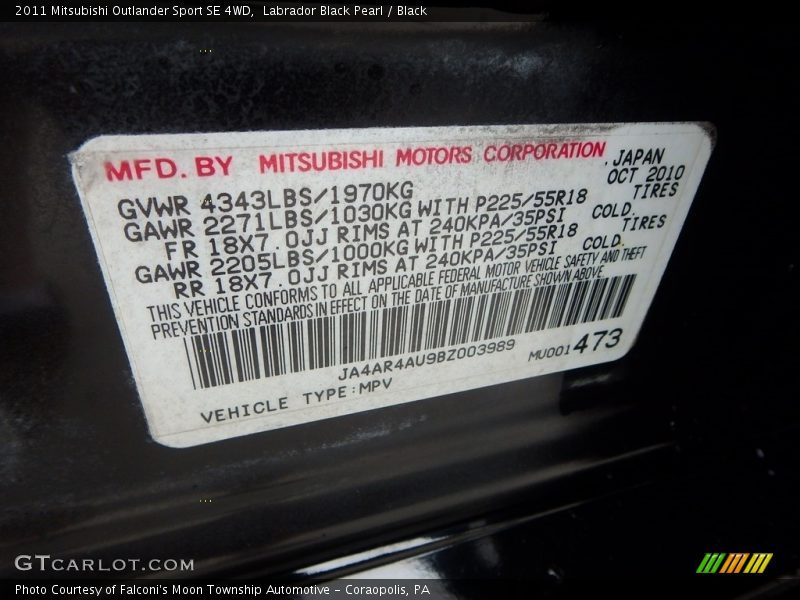 2011 Mitsubishi Outlander Sport SE 4WD,  Labrador Black Pearl / Black
MFD. BY MITSUBISHI MOTORS CORPORATION , JAPAN
GVWR 4343LBS/1970KG OCT 2010
GAWR 2271LBS/1030KG WITH P225/55R18 TIRES
FR 18X7.0JJ RIMS AT 240KPA/35PSI COLD.
GAWR 2205LBS/1000KG WITH P225/55R18 TIRES
RR 18X7.0JJ RIMS AT 240KPA/35PSI COLD.
THIS VEHICLE CONFORMS TO ALL APPLICABLE FEDERAL MOTOR VEHICLE SAFETY AND THEFT
PREVENTION STANDARDS IN EFFECT ON THE DATE OF MANUFACTURE SHOWN ABOVE.
JA4AR4AU9BZ003989 MU001473
VEHICLE TYPE:MPV
GTCARLOT.COM
Photo Courtesy of Falconi's Moon Township Automotive - Coraopolis, PA